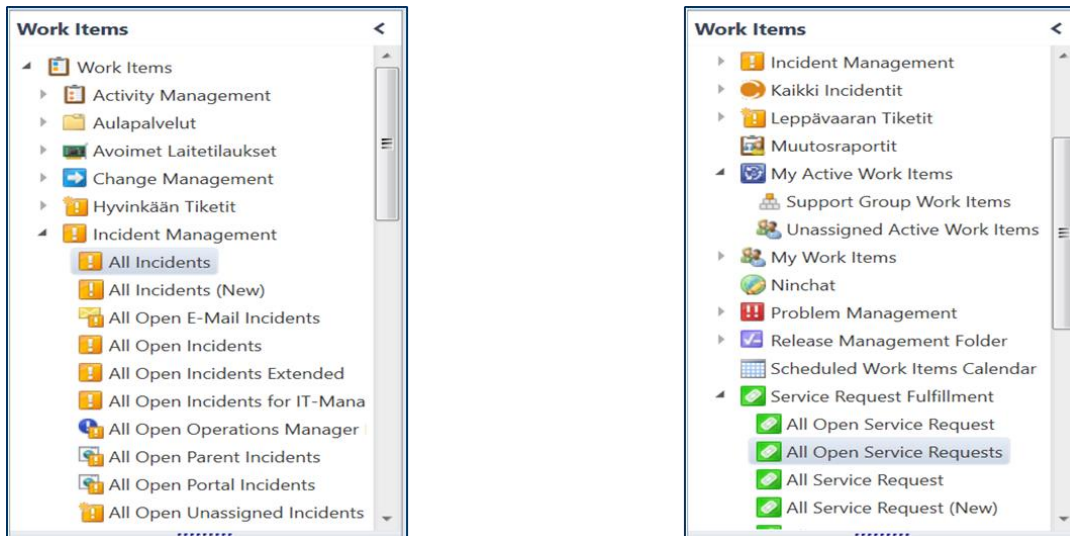 Work Items
Work Items
Activity Management
Aulapalvelut
Avoimet Laitetilaukset
Change Management
Hyvinkään Tiketit
Incident Management
All Incidents
All Incidents (New)
All Open E-Mail Incidents
All Open Incidents
All Open Incidents Extended
All Open Incidents for IT-Mana
All Open Operations Manager
All Open Parent Incidents
All Open Portal Incidents
All Open Unassigned Incidents
Work Items
Incident Management
Kaikki Incidentit
Leppävaaran Tiketit
Muutosraportit
My Active Work Items
Support Group Work Items
Unassigned Active Work Items
My Work Items
Ninchat
Problem Management
Release Management Folder
Scheduled Work Items Calendar
Service Request Fulfillment
All Open Service Request
All Open Service Requests
All Service Request
All Service Request (New)